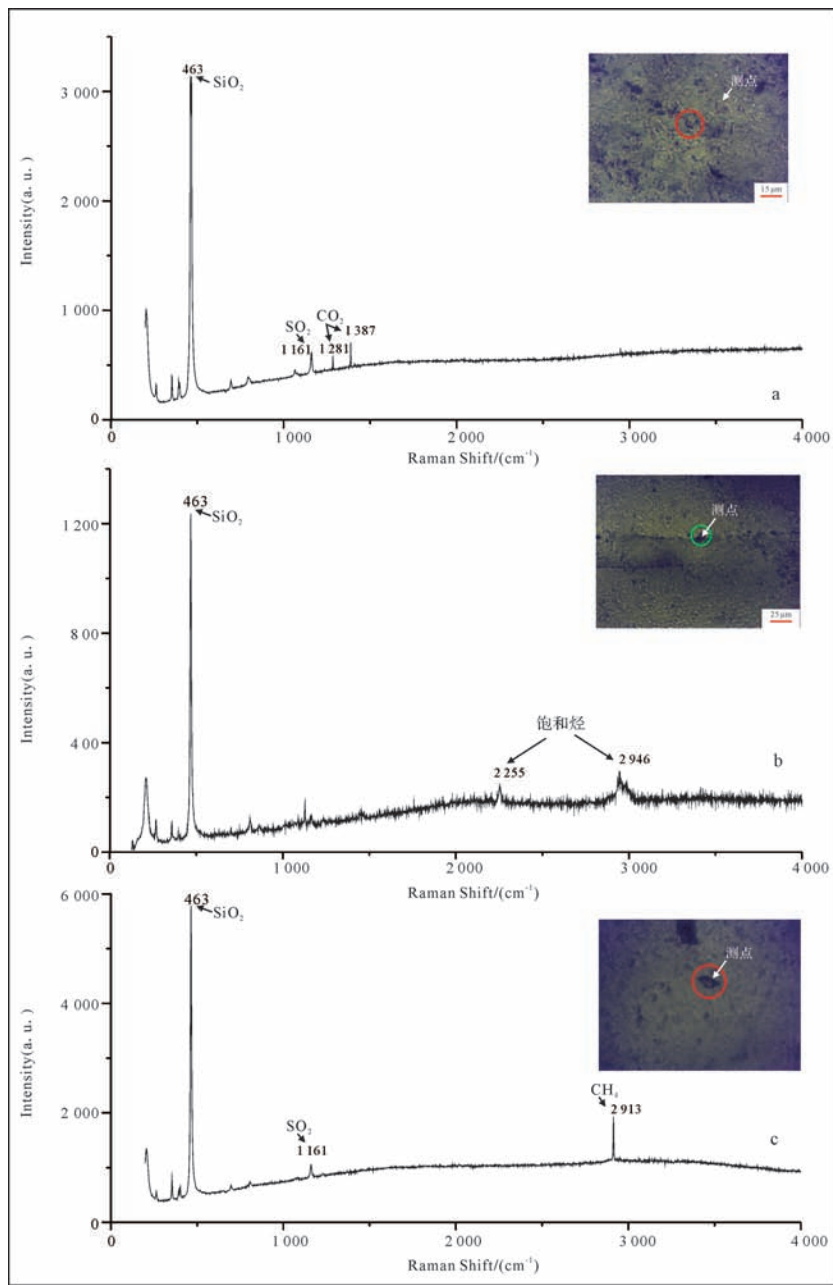 463
SiO₂
3 000
测点
15 μm
2 000
Intensity(a. u. )
1 000
CO₂
SO₂
1 387
1 161
1 281
a
0
0
1 000
2 000
3 000
4 000
Raman Shift/(cm⁻¹)
463
SiO₂
1 200
测点
25 μm
Intensity(a. u. )
800
饱和烃
400
2 255
2 946
b
0
0
1 000
2 000
3 000
4 000
Raman Shift/(cm⁻¹)
6 000
463
SiO₂
测点
4 000
Intensity(a. u. )
CH₄
2 913
2 000
SO₂
1 161
c
0
0
1 000
2 000
3 000
4 000
Raman Shift/(cm⁻¹)